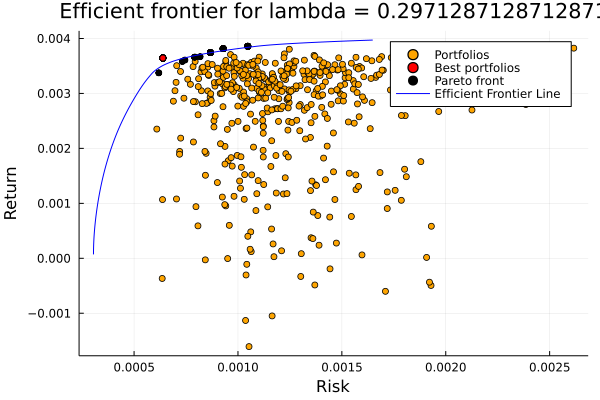 Efficient frontier for lambda = 0.2971287128712871
Portfolios
Best portfolios
Pareto front
Efficient Frontier Line
Return
0.004
0.003
0.002
0.001
0.000
−0.001
0.0005 0.0010 0.0015 0.0020 0.0025
Risk